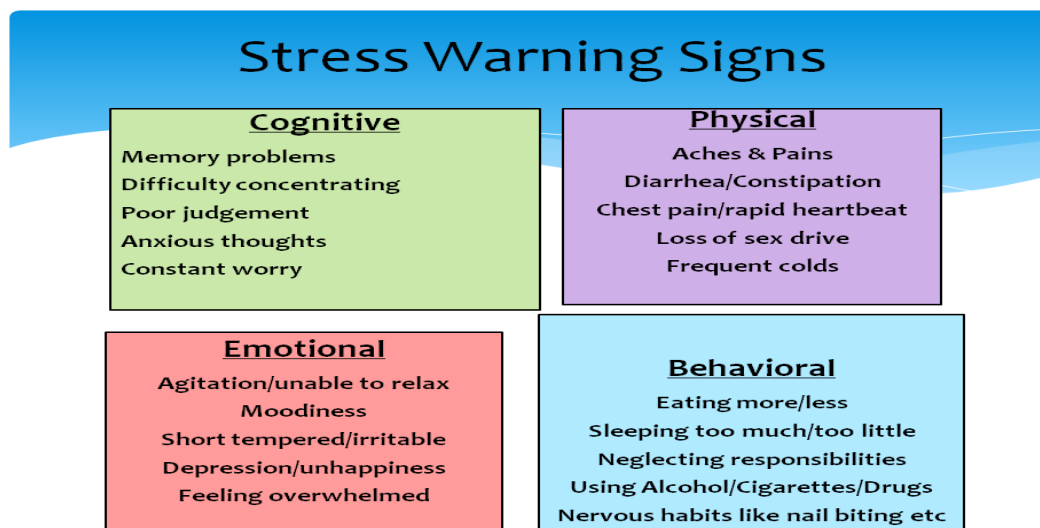 Stress Warning Signs
Cognitive
Memory problems
Difficulty concentrating
Poor judgement
Anxious thoughts
Constant worry
Physical
Aches & Pains
Diarrhea/Constipation
Chest pain/rapid heartbeat
Loss of sex drive
Frequent colds
Emotional
Agitation/unable to relax
Moodiness
Short tempered/irritable
Depression/unhappiness
Feeling overwhelmed
Behavioral
Eating more/less
Sleeping too much/too little
Neglecting responsibilities
Using Alcohol/Cigarettes/Drugs
Nervous habits like nail biting etc